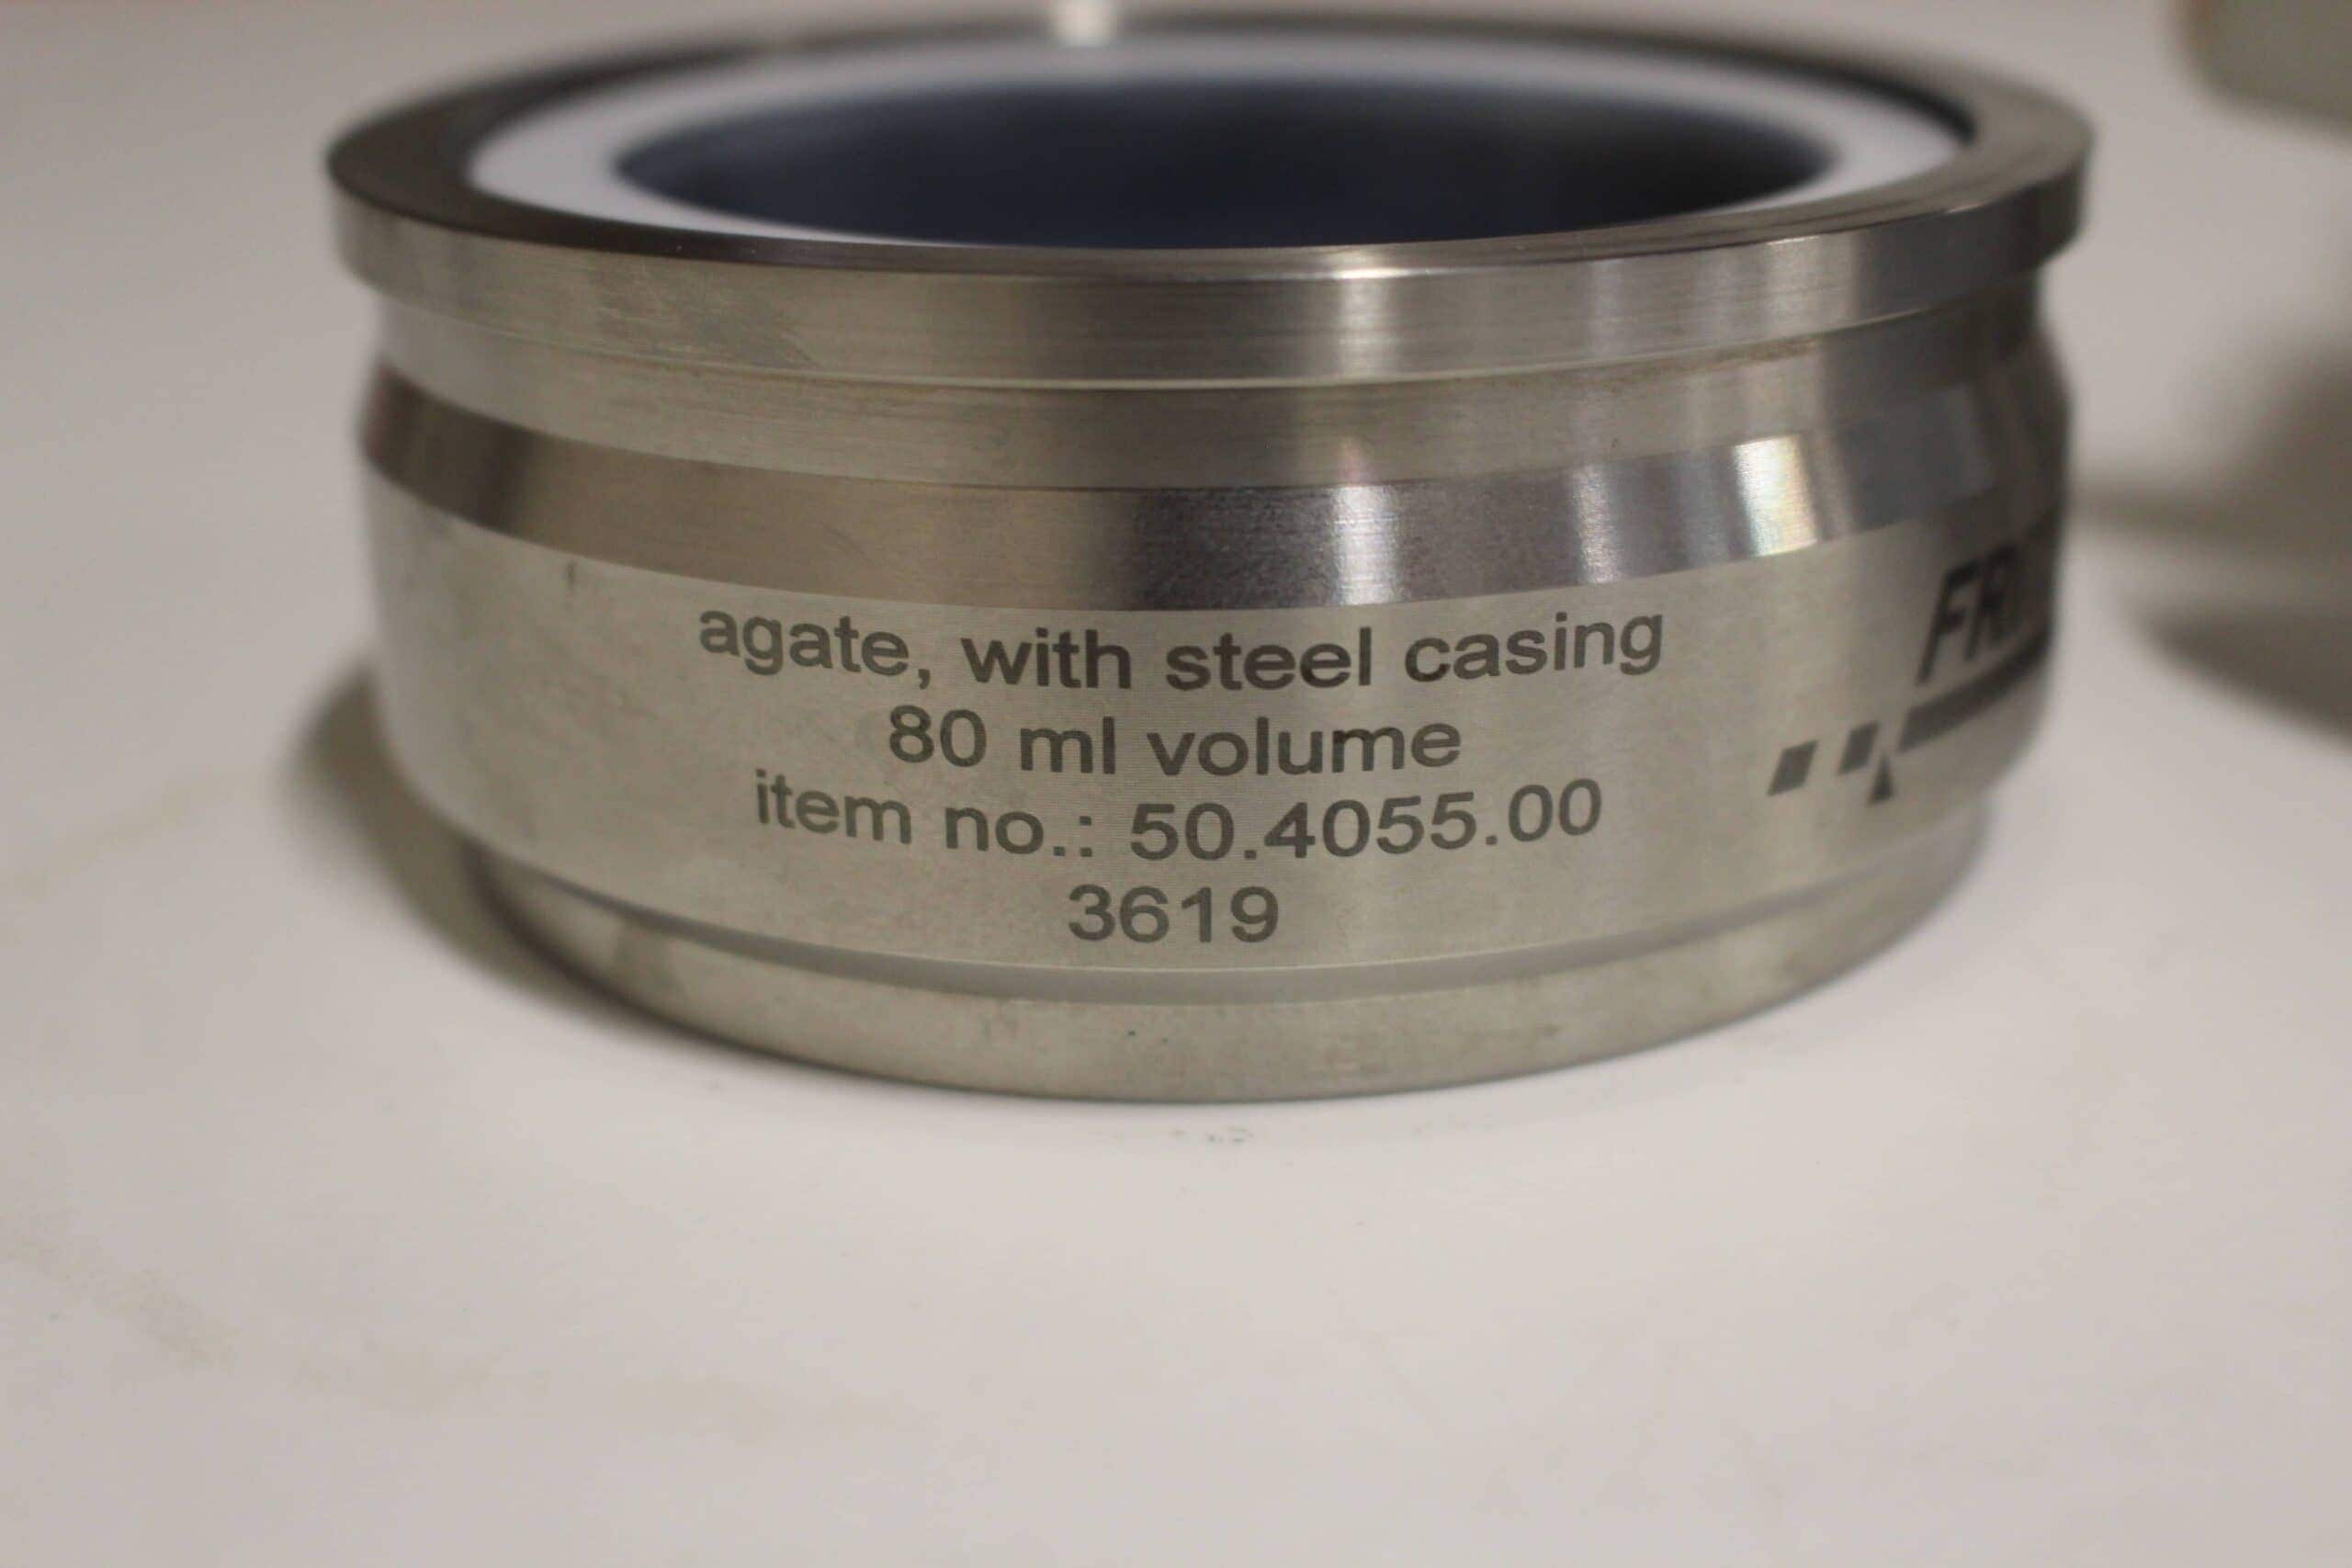 agate, with steel casing
80 ml volume
item no.: 50.4055.00
3619